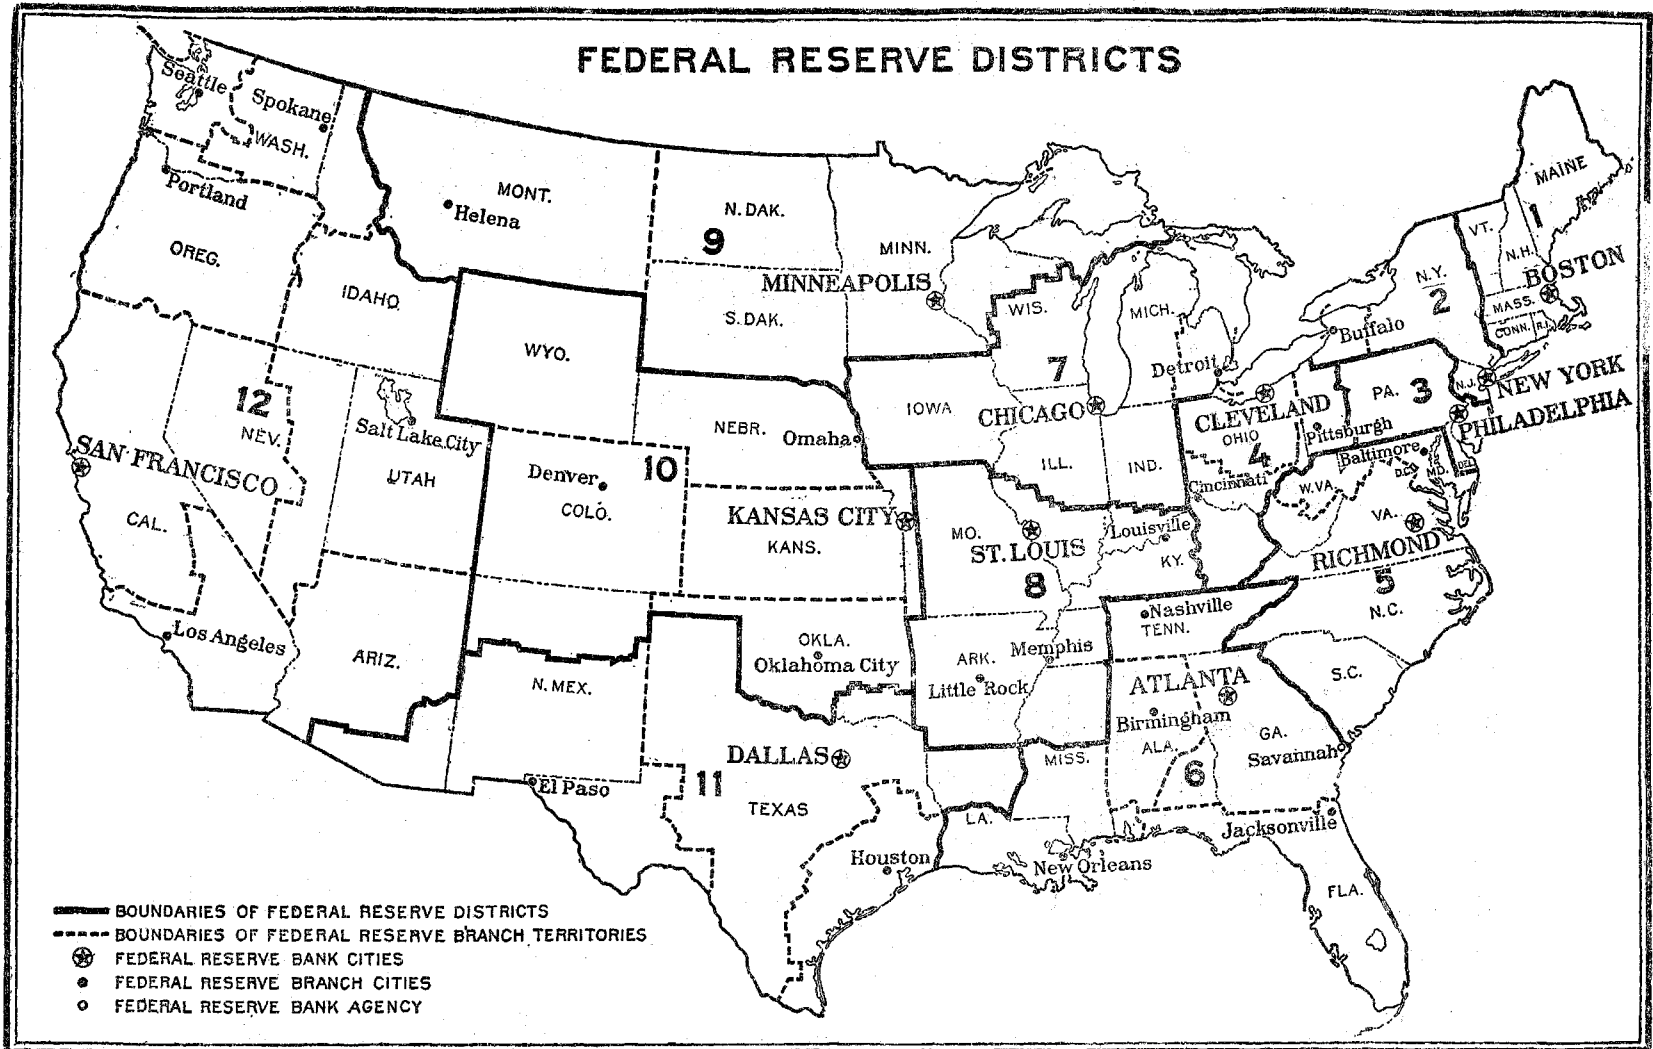 FEDERAL RESERVE DISTRICTS
Seattle
Spokane
WASH.
Portland
OREG.
IDAHO
MONT.
Helena
N.DAK.
9
MINN.
MINNEAPOLIS
S.DAK.
WYO.
WIS.
MICH.
7
Detroit
MAINE
VT.
1
N.H.
BOSTON
N.Y.
2
MASS.
CONN.
R.I.
Buffalo
N.J.
NEW YORK
PA.
3
PHILADELPHIA
12
NEV.
SAN FRANCISCO
Salt Lake City
UTAH
CAL.
Los Angeles
ARIZ.
NEBR.
Omaha
IOWA
CHICAGO
ILL.
IND.
CLEVELAND
OHIO
4
Cincinnati
Pittsburgh
Baltimore
D.C.
MD.
DEL.
W.VA.
VA.
RICHMOND
5
N.C.
Denver
10
COLO.
KANSAS CITY
KANS.
MO.
ST. LOUIS
8
Louisville
KY.
Nashville
TENN.
OKLA.
Oklahoma City
ARK.
Memphis
Little Rock
N. MEX.
El Paso
DALLAS
11
TEXAS
Houston
LA.
New Orleans
MISS.
ATLANTA
Birmingham
ALA.
6
GA.
Savannah
S.C.
Jacksonville
FLA.
BOUNDARIES OF FEDERAL RESERVE DISTRICTS
BOUNDARIES OF FEDERAL RESERVE BRANCH TERRITORIES
FEDERAL RESERVE BANK CITIES
FEDERAL RESERVE BRANCH CITIES
FEDERAL RESERVE BANK AGENCY